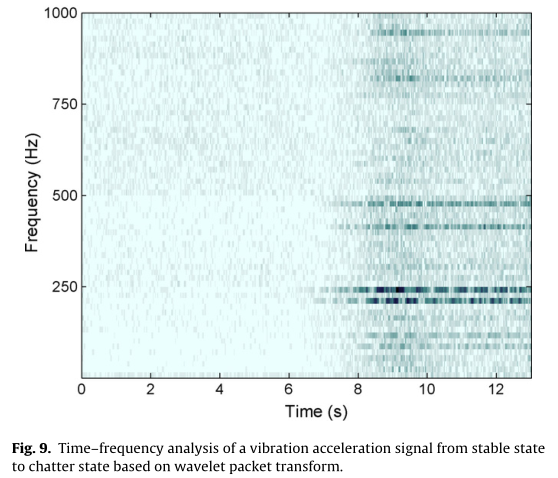 1000
750
500
250
Frequency (Hz)
0 2 4 6 8 10 12
Time (s)
Fig. 9. Time–frequency analysis of a vibration acceleration signal from stable state
to chatter state based on wavelet packet transform.